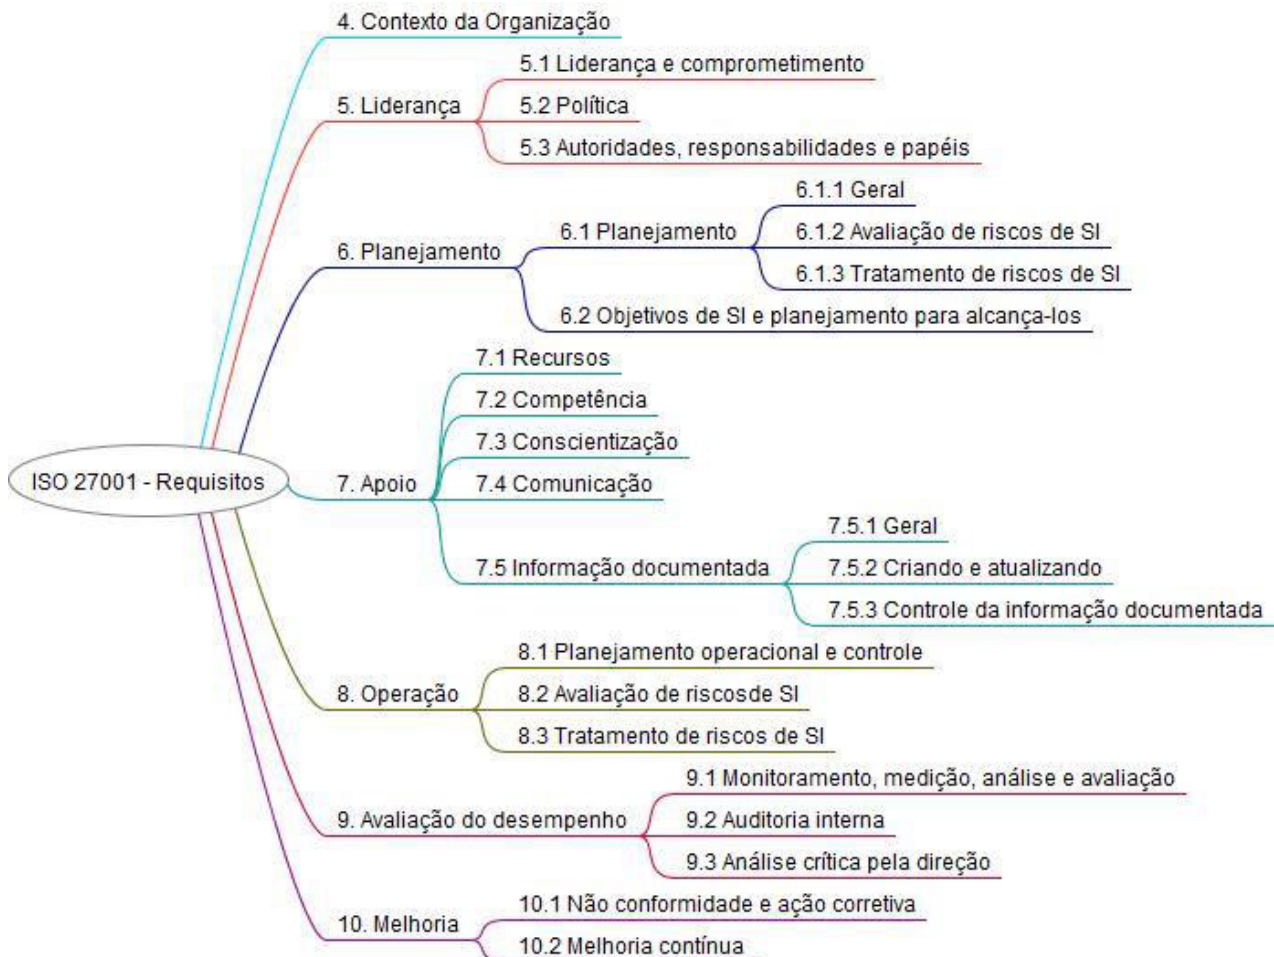 4. Contexto da Organização
5.1 Liderança e comprometimento
5. Liderança
5.2 Política
5.3 Autoridades, responsabilidades e papéis
6.1.1 Geral
6.1 Planejamento
6.1.2 Avaliação de riscos de SI
6. Planejamento
6.1.3 Tratamento de riscos de SI
6.2 Objetivos de SI e planejamento para alcança-los
7.1 Recursos
7.2 Competência
7.3 Conscientização
ISO 27001 - Requisitos
7. Apoio
7.4 Comunicação
7.5.1 Geral
7.5 Informação documentada
7.5.2 Criando e atualizando
7.5.3 Controle da informação documentada
8.1 Planejamento operacional e controle
8. Operação
8.2 Avaliação de riscosde SI
8.3 Tratamento de riscos de SI
9.1 Monitoramento, medição, análise e avaliação
9. Avaliação do desempenho
9.2 Auditoria interna
9.3 Análise crítica pela direção
10.1 Não conformidade e ação corretiva
10. Melhoria
10.2 Melhoria contínua